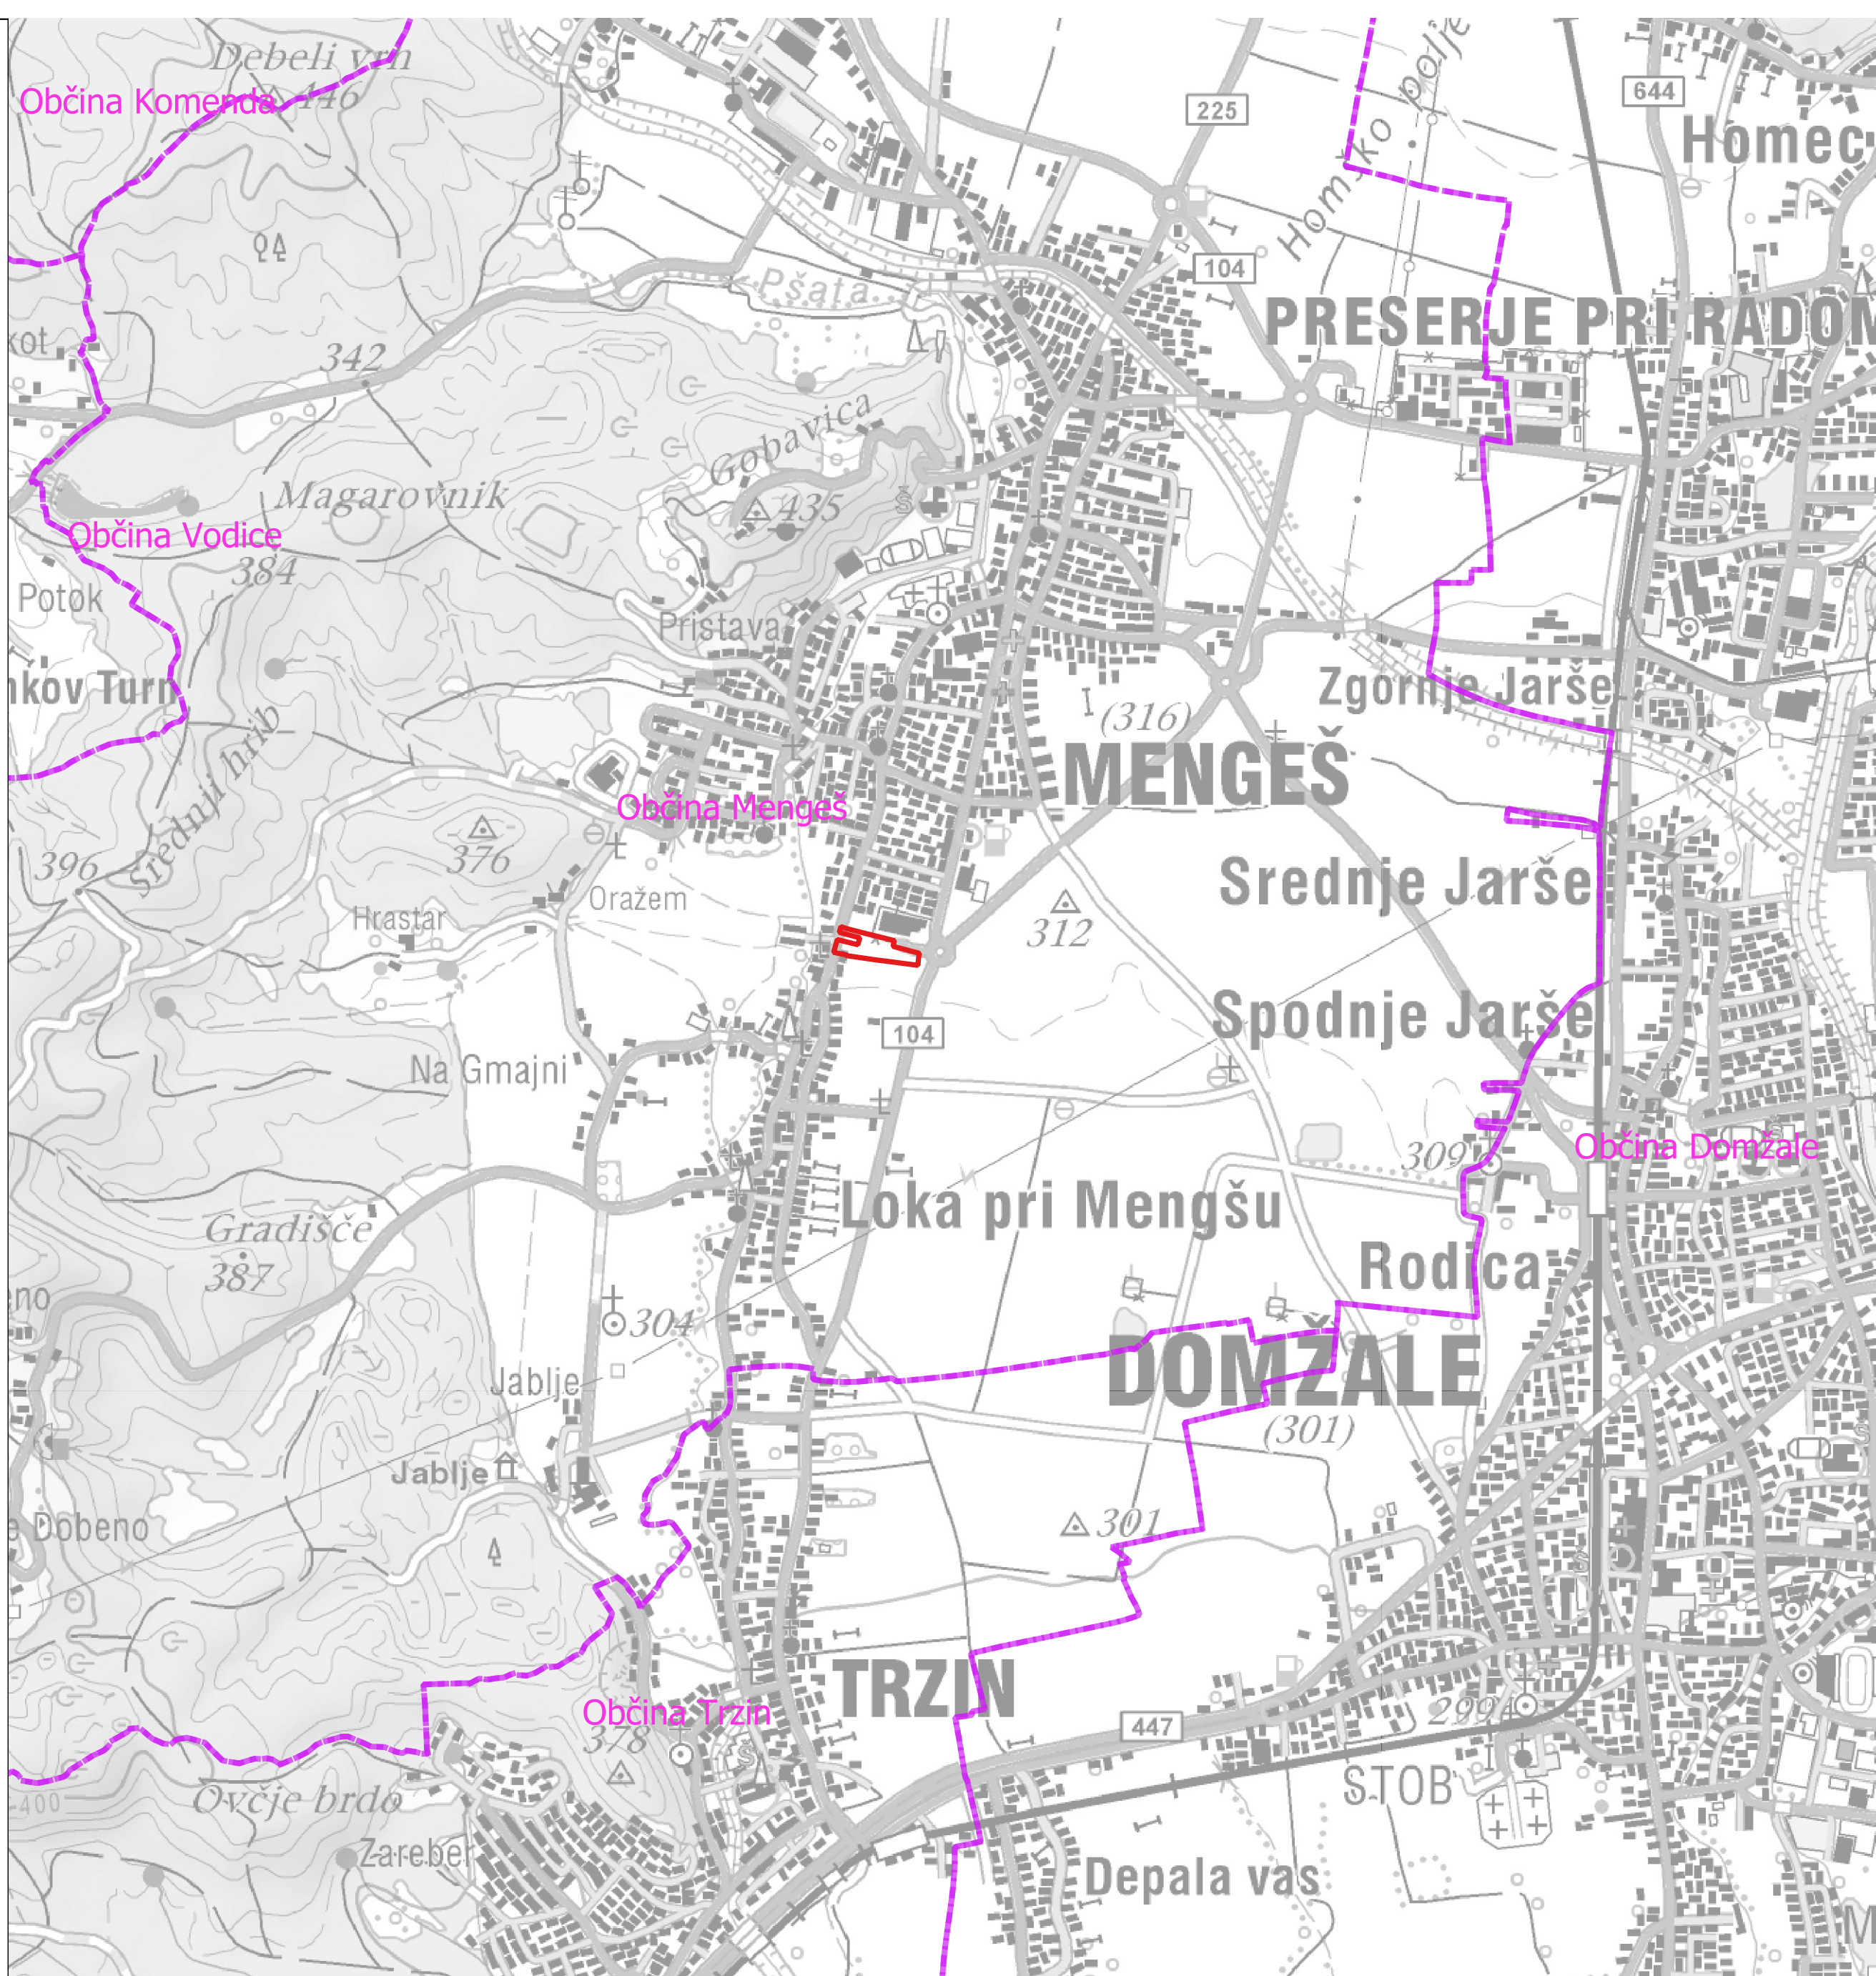 Debeli vrh
446
Občina Komenda
225
Homško polje
644
Homec
104
Pšata
PRESERJE PRI RADOM
kot
342
Gobavica
435
Š
Magarovnik
Občina Vodice
384
Potok
Pristava
nkov Turn
Zgornje Jarše
(316)
MENGEŠ
Srednji hrib
Občina Mengeš
376
396
Oražem
Srednje Jarše
Hrastar
312
Spodnje Jarše
104
Na Gmajni
309
Občina Domžale
Loka pri Mengšu
Gradišče
387
Rodica
no
304
DOMŽALE
(301)
Jablje
Jablje
e Dobeno
301
TRZIN
Občina Trzin
378
Š
447
299
STOB
Ovčje brdo
400
Zareber
Depala vas
M